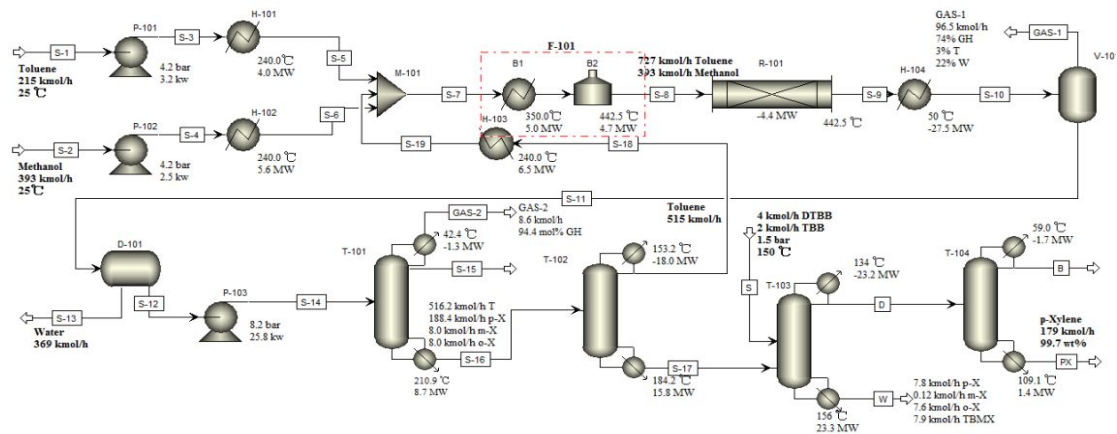 S-1
Toluene
215 kmol/h
25℃
P-101
4.2 bar
3.2 kw
S-3
H-101
240.0℃
4.0 MW
S-5
S-2
Methanol
393 kmol/h
25℃
P-102
4.2 bar
2.5 kw
S-4
H-102
240.0℃
5.6 MW
S-6
M-101
S-7
F-101
B1
350.0℃
5.0 MW
B2
442.5℃
4.7 MW
727 kmol/h Toluene
393 kmol/h Methanol
S-8
R-101
-4.4 MW
442.5℃
S-9
H-104
50℃
-27.5 MW
S-10
GAS-1
96.5 kmol/h
74% GH
3% T
22% W
GAS-1
V-10
S-19
H-103
240.0℃
6.5 MW
S-18
S-11
D-101
S-13
Water
369 kmol/h
S-12
P-103
8.2 bar
25.8 kw
S-14
T-101
42.4℃
-1.3 MW
GAS-2
GAS-2
8.6 kmol/h
94.4 mol% GH
S-15
516.2 kmol/h T
188.4 kmol/h p-X
8.0 kmol/h m-X
8.0 kmol/h o-X
S-16
210.9℃
8.7 MW
Toluene
515 kmol/h
T-102
153.2℃
-18.0 MW
184.2℃
15.8 MW
S-17
4 kmol/h DTBB
2 kmol/h TBB
1.5 bar
150℃
S
T-103
134℃
-23.2 MW
D
156℃
23.3 MW
W
7.8 kmol/h p-X
0.12 kmol/h m-X
7.6 kmol/h o-X
7.9 kmol/h TBMX
T-104
59.0℃
-1.7 MW
B
p-Xylene
179 kmol/h
99.7 wt%
PX
109.1℃
1.4 MW